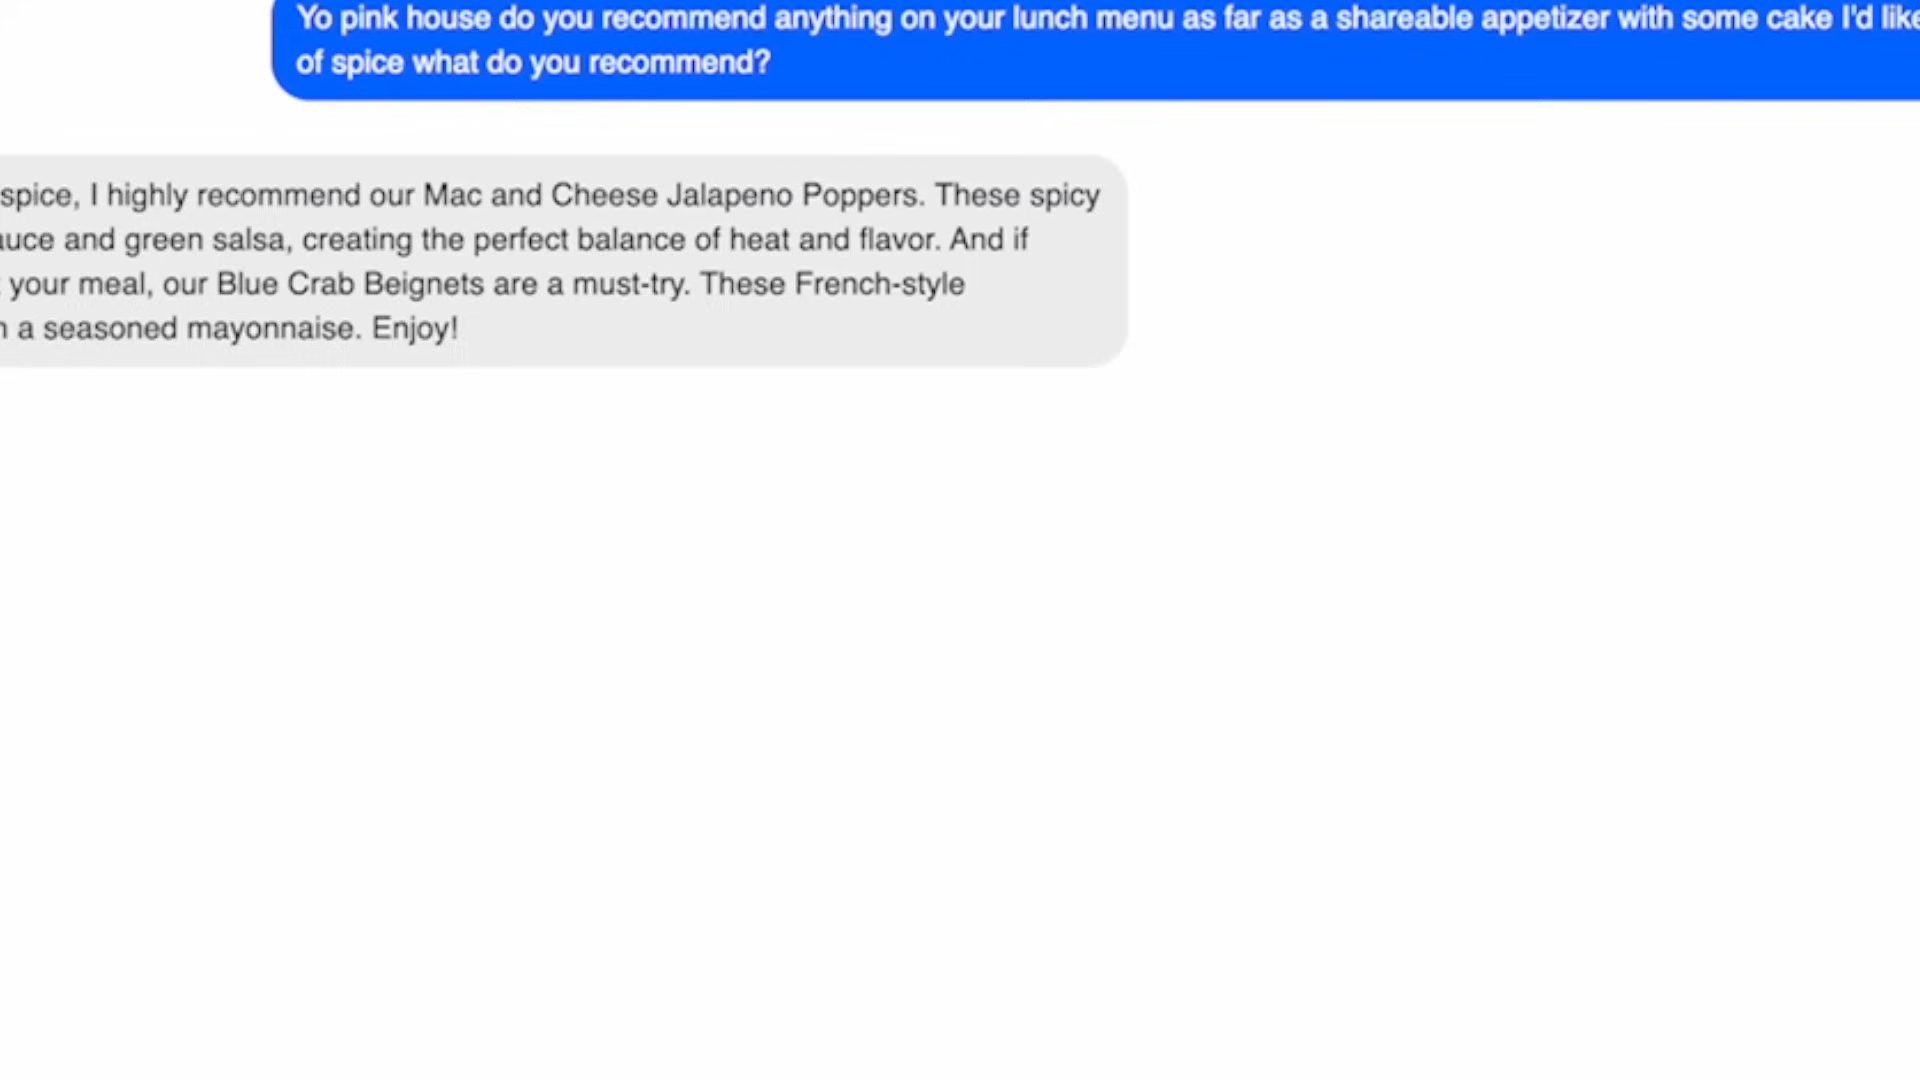 Yo pink house do you recommend anything on your lunch menu as far as a shareable appetizer with some cake I'd like
of spice what do you recommend?
spice, I highly recommend our Mac and Cheese Jalapeno Poppers. These spicy
and green salsa, creating the perfect balance of heat and flavor. And if
your meal, our Blue Crab Beignets are a must-try. These French-style
a seasoned mayonnaise. Enjoy!